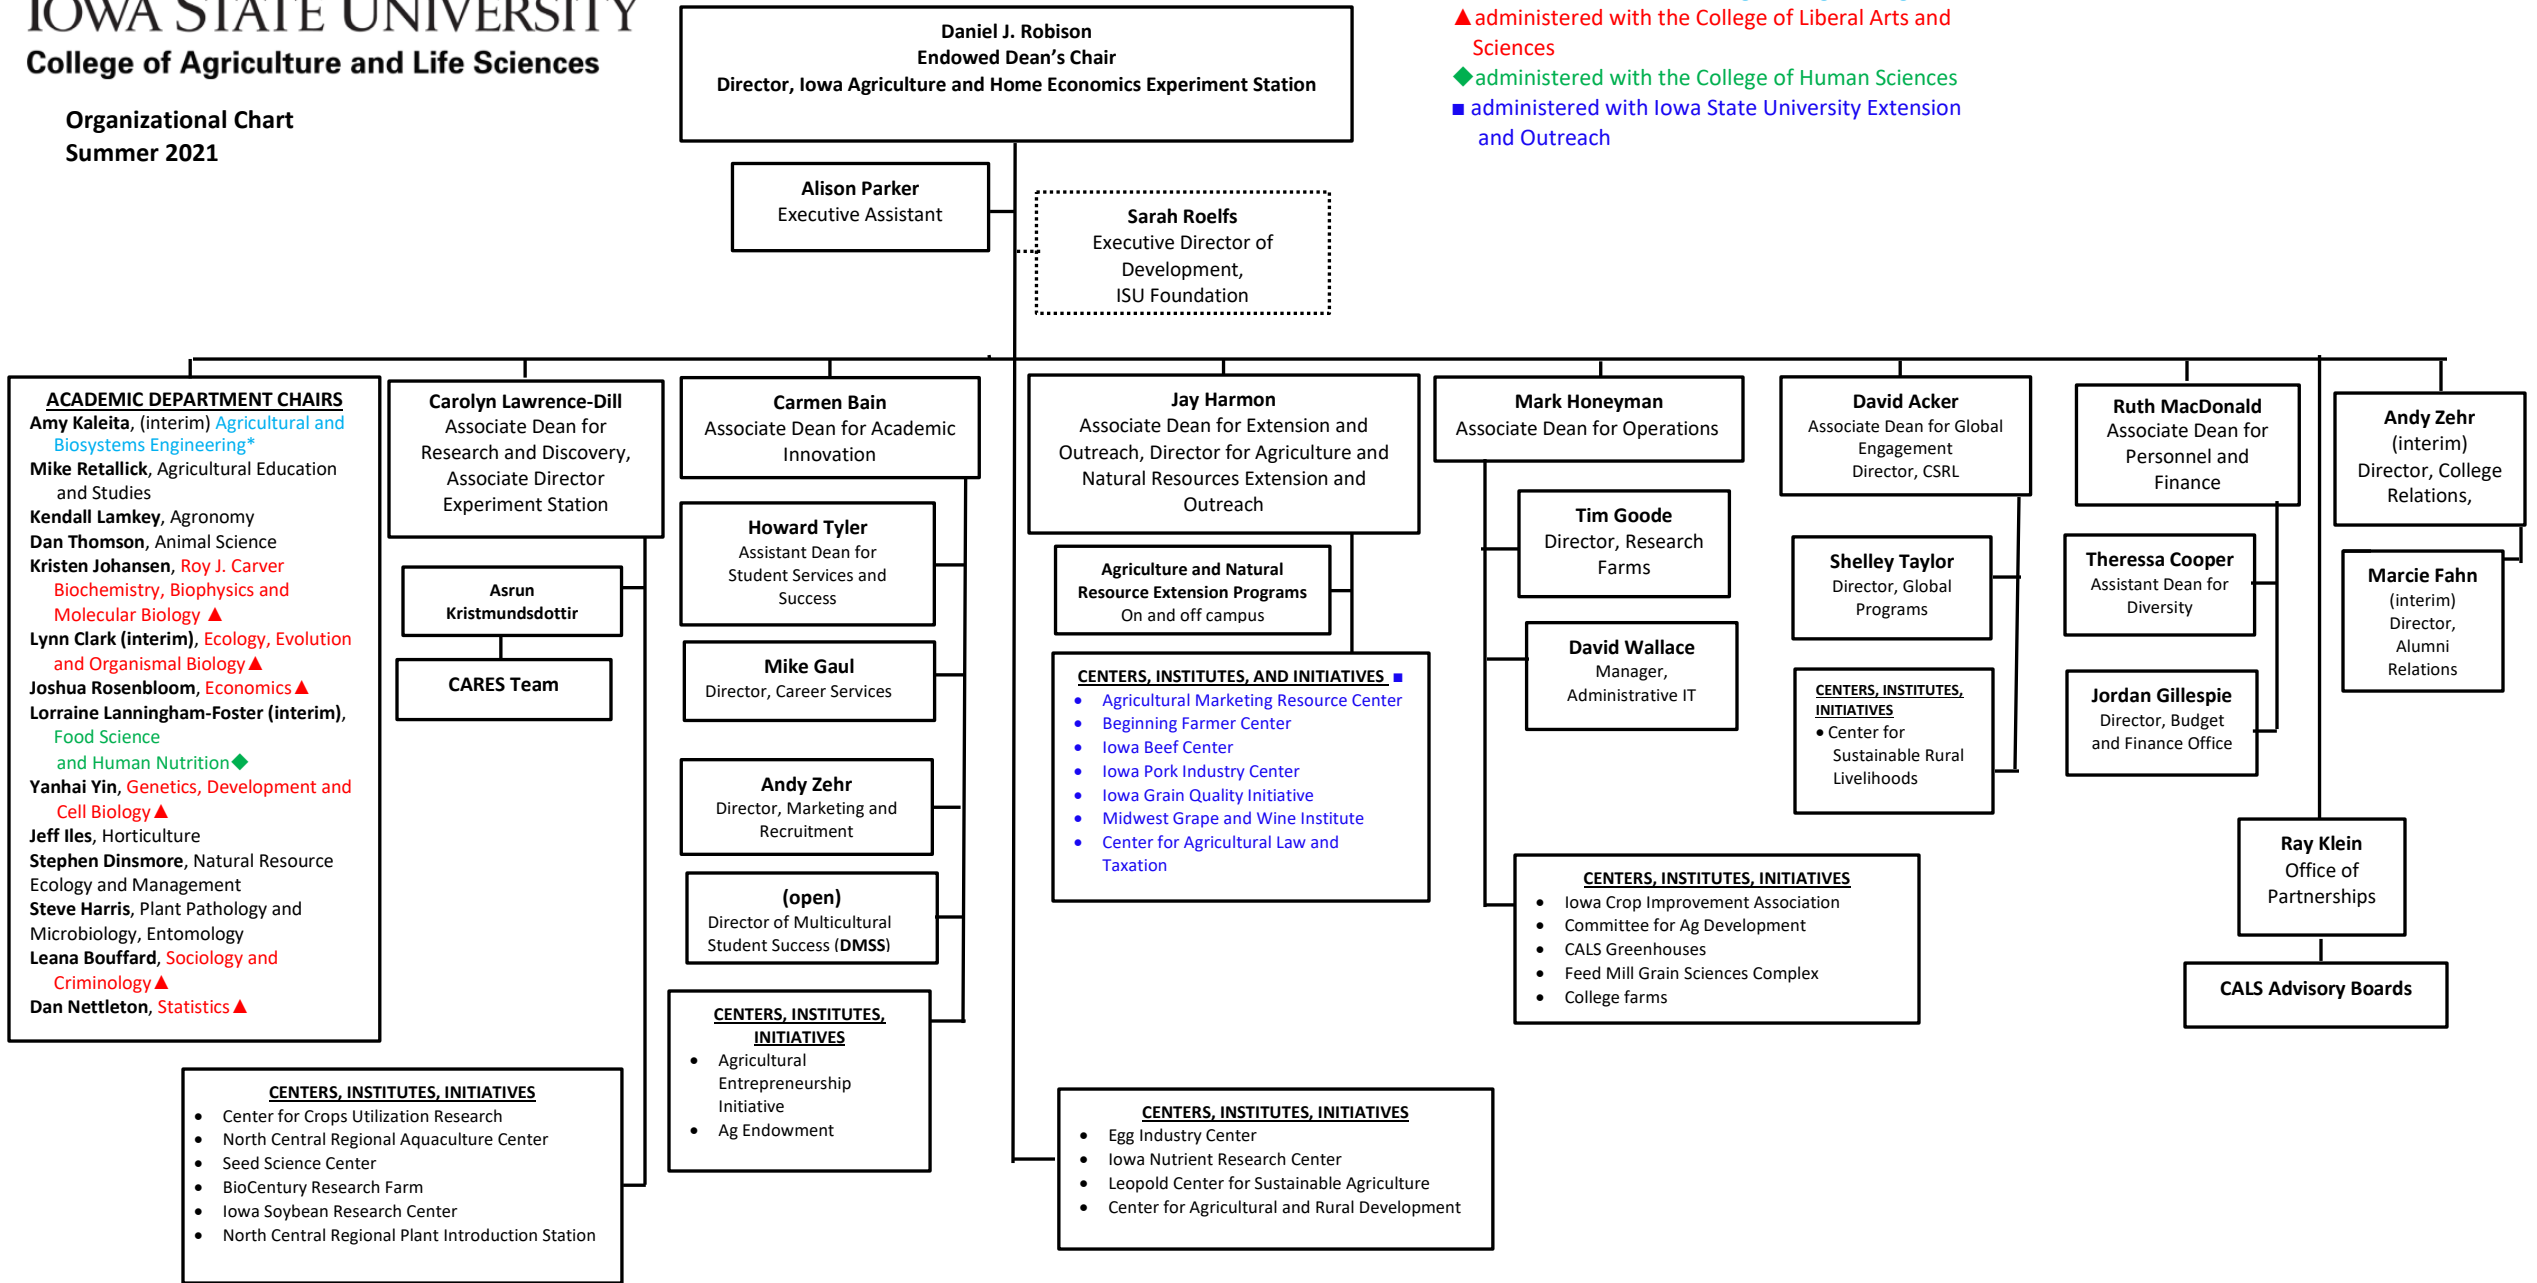 IOWA STATE UNIVERSITY
College of Agriculture and Life Sciences
Organizational Chart
Summer 2021
Daniel J. Robison
Endowed Dean’s Chair
Director, Iowa Agriculture and Home Economics Experiment Station
▲administered with the College of Liberal Arts and
Sciences
◆administered with the College of Human Sciences
■ administered with Iowa State University Extension
and Outreach
Alison Parker
Executive Assistant
Sarah Roelfs
Executive Director of
Development,
ISU Foundation
ACADEMIC DEPARTMENT CHAIRS
Amy Kaleita, (interim) Agricultural and
Biosystems Engineering*
Mike Retallick, Agricultural Education
and Studies
Kendall Lamkey, Agronomy
Dan Thomson, Animal Science
Kristen Johansen, Roy J. Carver
Biochemistry, Biophysics and
Molecular Biology ▲
Lynn Clark (interim), Ecology, Evolution
and Organismal Biology▲
Joshua Rosenbloom, Economics▲
Lorraine Lanningham-Foster (interim),
Food Science
and Human Nutrition◆
Yanhai Yin, Genetics, Development and
Cell Biology▲
Jeff Iles, Horticulture
Stephen Dinsmore, Natural Resource
Ecology and Management
Steve Harris, Plant Pathology and
Microbiology, Entomology
Leana Bouffard, Sociology and
Criminology▲
Dan Nettleton, Statistics▲
Carolyn Lawrence-Dill
Associate Dean for
Research and Discovery,
Associate Director
Experiment Station
Asrun
Kristmundsdottir
CARES Team
CENTERS, INSTITUTES, INITIATIVES
• Center for Crops Utilization Research
• North Central Regional Aquaculture Center
• Seed Science Center
• BioCentury Research Farm
• Iowa Soybean Research Center
• North Central Regional Plant Introduction Station
Carmen Bain
Associate Dean for Academic
Innovation
Howard Tyler
Assistant Dean for
Student Services and
Success
Mike Gaul
Director, Career Services
Andy Zehr
Director, Marketing and
Recruitment
(open)
Director of Multicultural
Student Success (DMSS)
CENTERS, INSTITUTES,
INITIATIVES
• Agricultural
Entrepreneurship
Initiative
• Ag Endowment
Jay Harmon
Associate Dean for Extension and
Outreach, Director for Agriculture and
Natural Resources Extension and
Outreach
Agriculture and Natural
Resource Extension Programs
On and off campus
CENTERS, INSTITUTES, AND INITIATIVES ■
• Agricultural Marketing Resource Center
• Beginning Farmer Center
• Iowa Beef Center
• Iowa Pork Industry Center
• Iowa Grain Quality Initiative
• Midwest Grape and Wine Institute
• Center for Agricultural Law and
Taxation
CENTERS, INSTITUTES, INITIATIVES
• Egg Industry Center
• Iowa Nutrient Research Center
• Leopold Center for Sustainable Agriculture
• Center for Agricultural and Rural Development
Mark Honeyman
Associate Dean for Operations
Tim Goode
Director, Research
Farms
David Wallace
Manager,
Administrative IT
CENTERS, INSTITUTES, INITIATIVES
• Iowa Crop Improvement Association
• Committee for Ag Development
• CALS Greenhouses
• Feed Mill Grain Sciences Complex
• College farms
David Acker
Associate Dean for Global
Engagement
Director, CSRL
Shelley Taylor
Director, Global
Programs
CENTERS, INSTITUTES,
INITIATIVES
• Center for
Sustainable Rural
Livelihoods
Ruth MacDonald
Associate Dean for
Personnel and
Finance
Theressa Cooper
Assistant Dean for
Diversity
Jordan Gillespie
Director, Budget
and Finance Office
Andy Zehr
(interim)
Director, College
Relations,
Marcie Fahn
(interim)
Director,
Alumni
Relations
Ray Klein
Office of
Partnerships
CALS Advisory Boards